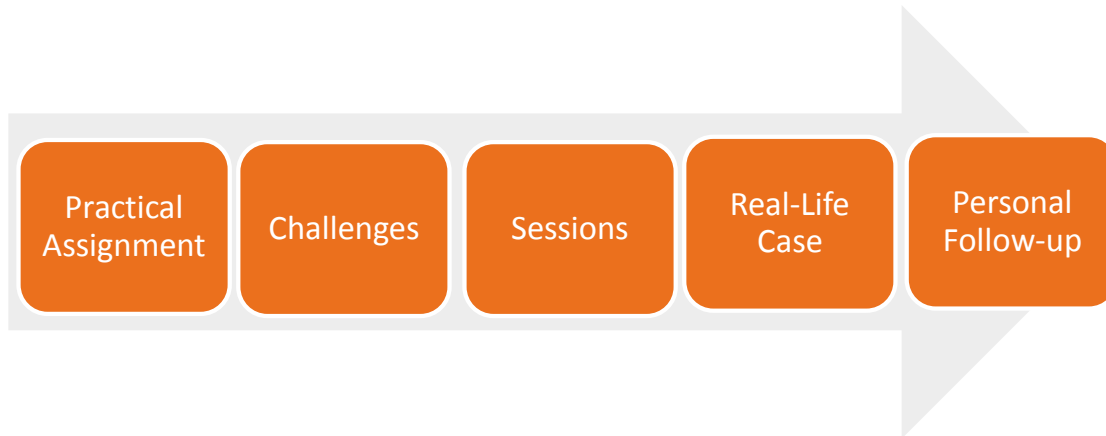 Practical
Assignment
Challenges
Sessions
Real-Life
Case
Personal
Follow-up